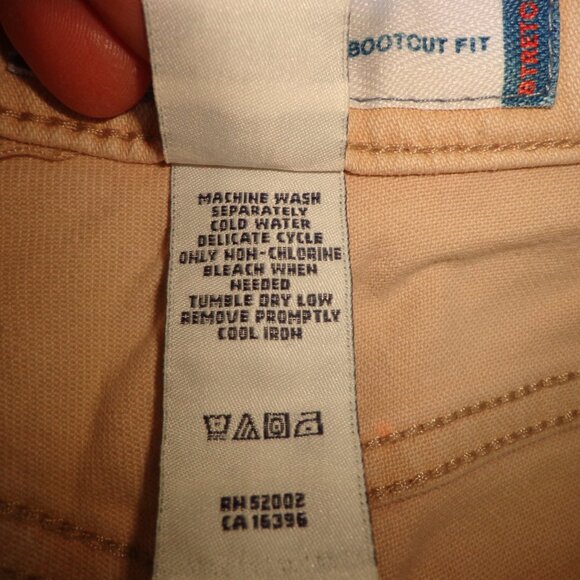 BOOTCUT FIT
STRETC
MACHINE WASH
SEPARATELY
COLD WATER
DELICATE CYCLE
ONLY NON-CHLORINE
BLEACH WHEN
NEEDED
TUMBLE DRY LOW
REMOVE PROMPTLY
COOL IRON
RN 52002
CA 16396